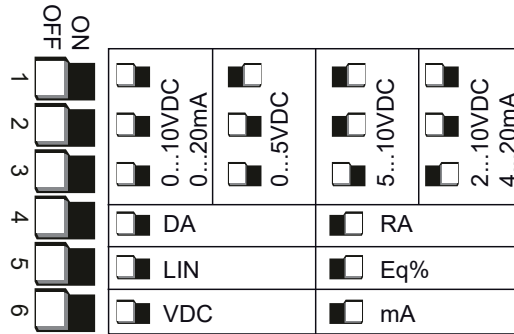 OFF
ON
1
2
3
4
5
6
0...10VDC
0...20mA
0...5VDC
5...10VDC
2...10VDC
4...20mA
DA
RA
LIN
Eq%
VDC
mA